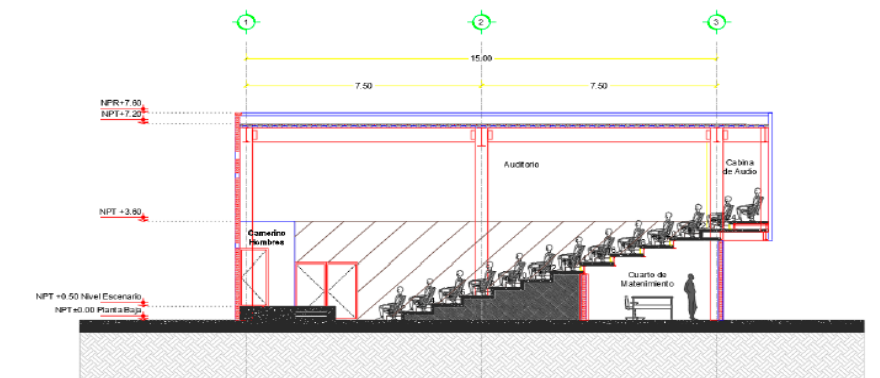 1
2
3
15.00
7.50
7.50
NPR+7.60
NPT+7.20
Auditorio
Cabina
de Audio
NPT +3.60
Camerino
Hombres
Cuarto de
Matenimiento
NPT +0.50 Nivel Escenario
NPT±0.00 Planta Baja